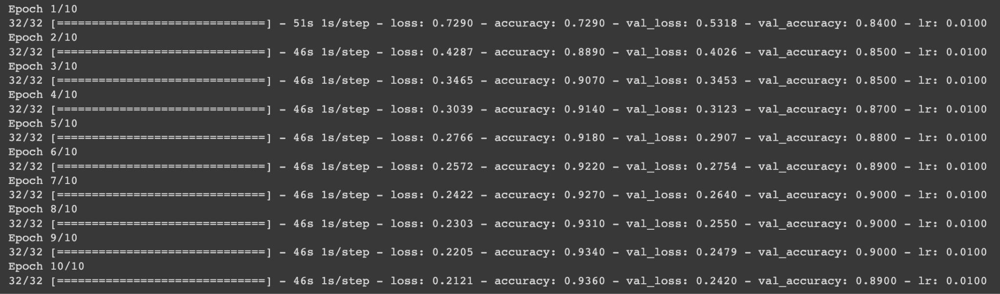 Epoch 1/10
32/32 [==============================] - 51s 1s/step - loss: 0.7290 - accuracy: 0.7290 - val_loss: 0.5318 - val_accuracy: 0.8400 - lr: 0.0100
Epoch 2/10
32/32 [==============================] - 46s 1s/step - loss: 0.4287 - accuracy: 0.8890 - val_loss: 0.4026 - val_accuracy: 0.8500 - lr: 0.0100
Epoch 3/10
32/32 [==============================] - 46s 1s/step - loss: 0.3465 - accuracy: 0.9070 - val_loss: 0.3453 - val_accuracy: 0.8500 - lr: 0.0100
Epoch 4/10
32/32 [==============================] - 46s 1s/step - loss: 0.3039 - accuracy: 0.9140 - val_loss: 0.3123 - val_accuracy: 0.8700 - lr: 0.0100
Epoch 5/10
32/32 [==============================] - 46s 1s/step - loss: 0.2766 - accuracy: 0.9180 - val_loss: 0.2907 - val_accuracy: 0.8800 - lr: 0.0100
Epoch 6/10
32/32 [==============================] - 46s 1s/step - loss: 0.2572 - accuracy: 0.9220 - val_loss: 0.2754 - val_accuracy: 0.8900 - lr: 0.0100
Epoch 7/10
32/32 [==============================] - 46s 1s/step - loss: 0.2422 - accuracy: 0.9270 - val_loss: 0.2640 - val_accuracy: 0.9000 - lr: 0.0100
Epoch 8/10
32/32 [==============================] - 46s 1s/step - loss: 0.2303 - accuracy: 0.9310 - val_loss: 0.2550 - val_accuracy: 0.9000 - lr: 0.0100
Epoch 9/10
32/32 [==============================] - 46s 1s/step - loss: 0.2205 - accuracy: 0.9340 - val_loss: 0.2479 - val_accuracy: 0.9000 - lr: 0.0100
Epoch 10/10
32/32 [==============================] - 46s 1s/step - loss: 0.2121 - accuracy: 0.9360 - val_loss: 0.2420 - val_accuracy: 0.8900 - lr: 0.0100